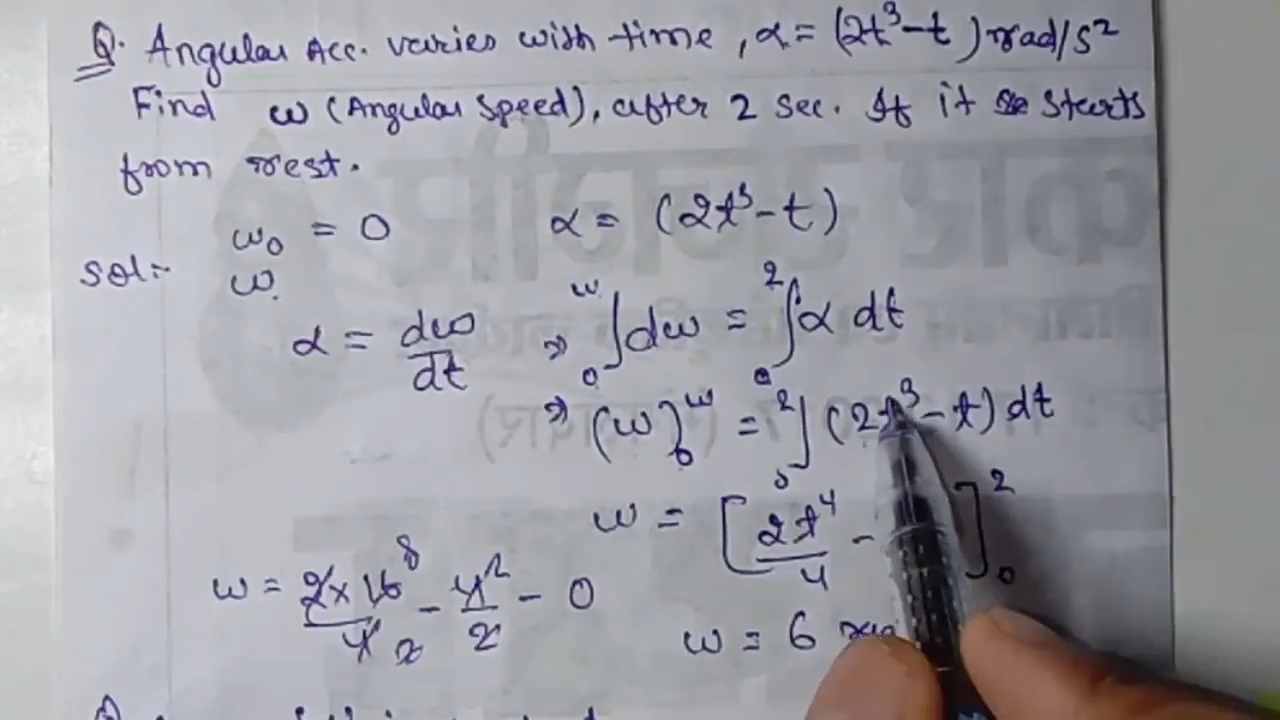 Q. Angular Acc. varies with time, α = (2t³-t) rad/s²
Find ω (Angular Speed), after 2 sec. If it starts
from rest.
ω₀ = 0 α = (2t³-t)
Sol:- ω
α = dω/dt ⇒ ∫₀^ω dω = ∫₀² α dt
⇒ (ω]₀^ω = ∫₀² (2t³-t) dt
ω = [2t⁴/4 - ]₀²
ω = 2×16/4 - 4/2 - 0
ω = 6